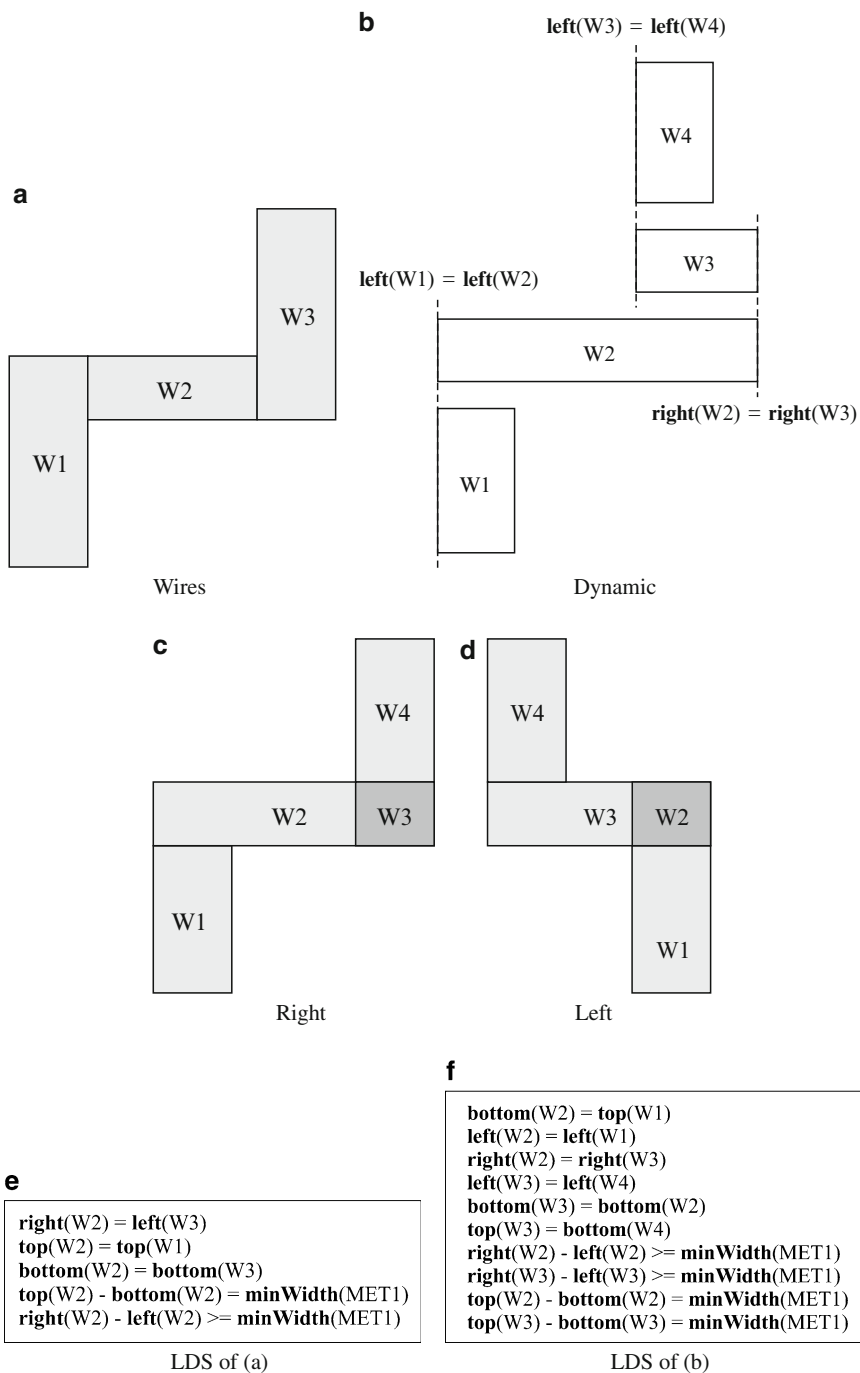 b
left(W3) = left(W4)
W4
a
W3
left(W1) = left(W2)
W3
W2
W2
right(W2) = right(W3)
W1
W1
Wires
Dynamic
c
d
W4
W4
W2
W3
W3
W2
W1
W1
Right
Left
f
bottom(W2) = top(W1)
left(W2) = left(W1)
right(W2) = right(W3)
left(W3) = left(W4)
bottom(W3) = bottom(W2)
top(W3) = bottom(W4)
right(W2) - left(W2) >= minWidth(MET1)
right(W3) - left(W3) >= minWidth(MET1)
top(W2) - bottom(W2) = minWidth(MET1)
top(W3) - bottom(W3) = minWidth(MET1)
LDS of (b)
e
right(W2) = left(W3)
top(W2) = top(W1)
bottom(W2) = bottom(W3)
top(W2) - bottom(W2) = minWidth(MET1)
right(W2) - left(W2) >= minWidth(MET1)
LDS of (a)